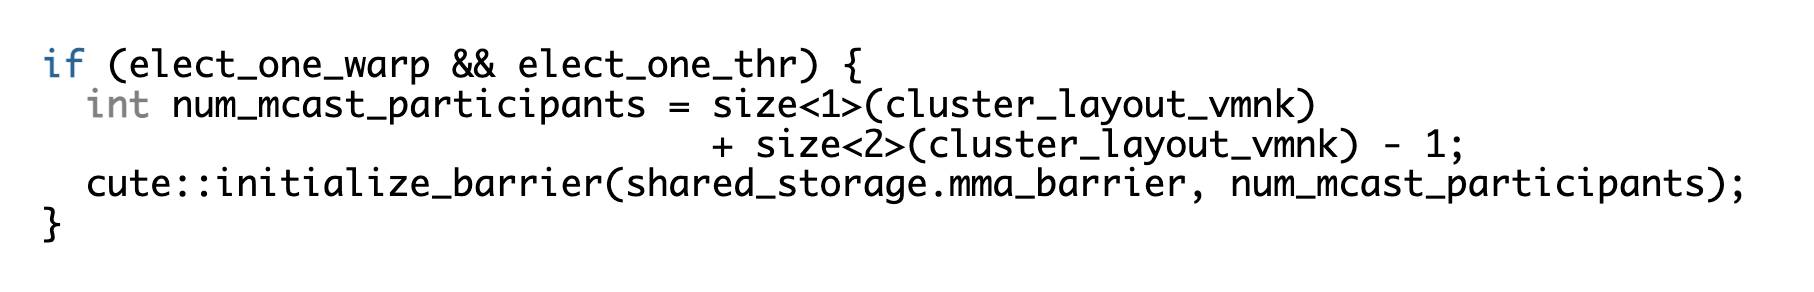 if (elect_one_warp && elect_one_thr) {
  int num_mcast_participants = size<1>(cluster_layout_vmnk)
                             + size<2>(cluster_layout_vmnk) - 1;
  cute::initialize_barrier(shared_storage.mma_barrier, num_mcast_participants);
}